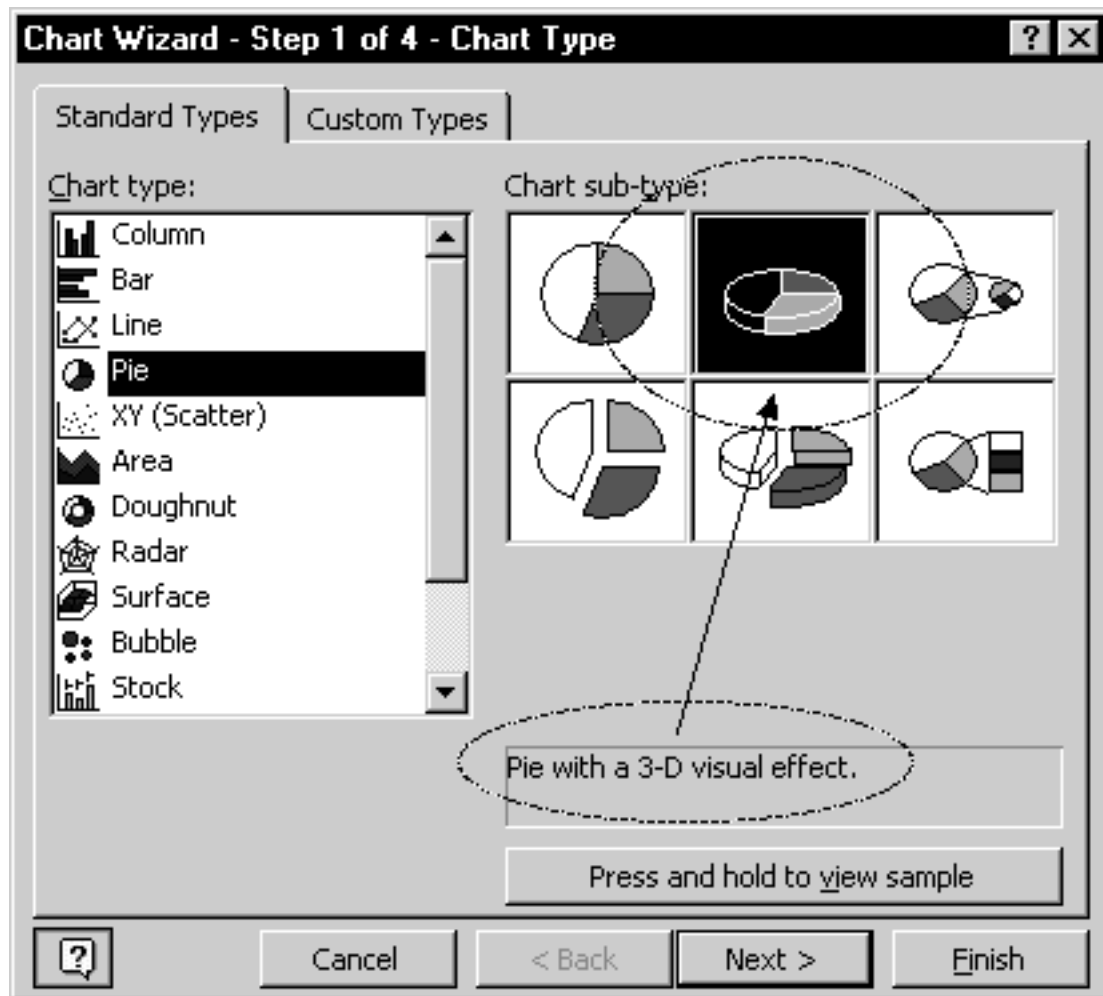 Chart Wizard - Step 1 of 4 - Chart Type
Standard Types
Custom Types
Chart type:
Column
Bar
Line
Pie
XY (Scatter)
Area
Doughnut
Radar
Surface
Bubble
Stock
Chart sub-type:
Pie with a 3-D visual effect.
Press and hold to view sample
Cancel
< Back
Next >
Finish